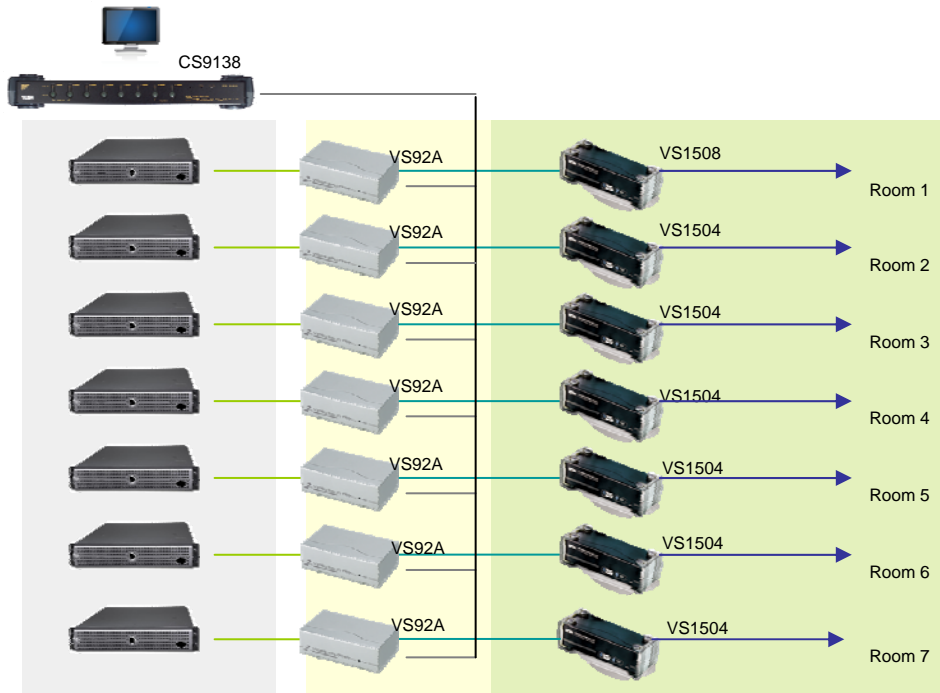 CS9138
VS92A
VS1508
Room 1
VS92A
VS1504
Room 2
VS92A
VS1504
Room 3
VS92A
VS1504
Room 4
VS92A
VS1504
Room 5
VS92A
VS1504
Room 6
VS92A
VS1504
Room 7